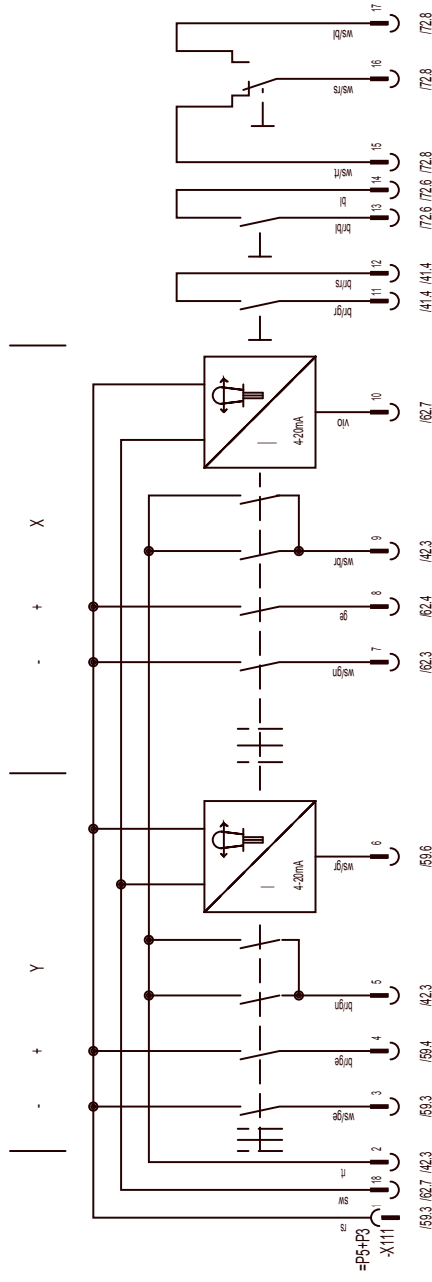 Y
X
-
+
-
+
4-20mA
4-20mA
rs
sw
rt
ws/ge
br/ge
br/gn
ws/gr
ws/gn
ge
ws/br
vio
br/gr
br/rs
br/bl
bl
ws/rt
ws/rs
ws/bl
1
18
2
3
4
5
6
7
8
9
10
11
12
13
14
15
16
17
=P5+P3
-X111
/59.3
/62.7
/42.3
/59.3
/59.4
/42.3
/59.6
/62.3
/62.4
/42.3
/62.7
/41.4
/41.4
/72.6
/72.6
/72.8
/72.8
/72.8